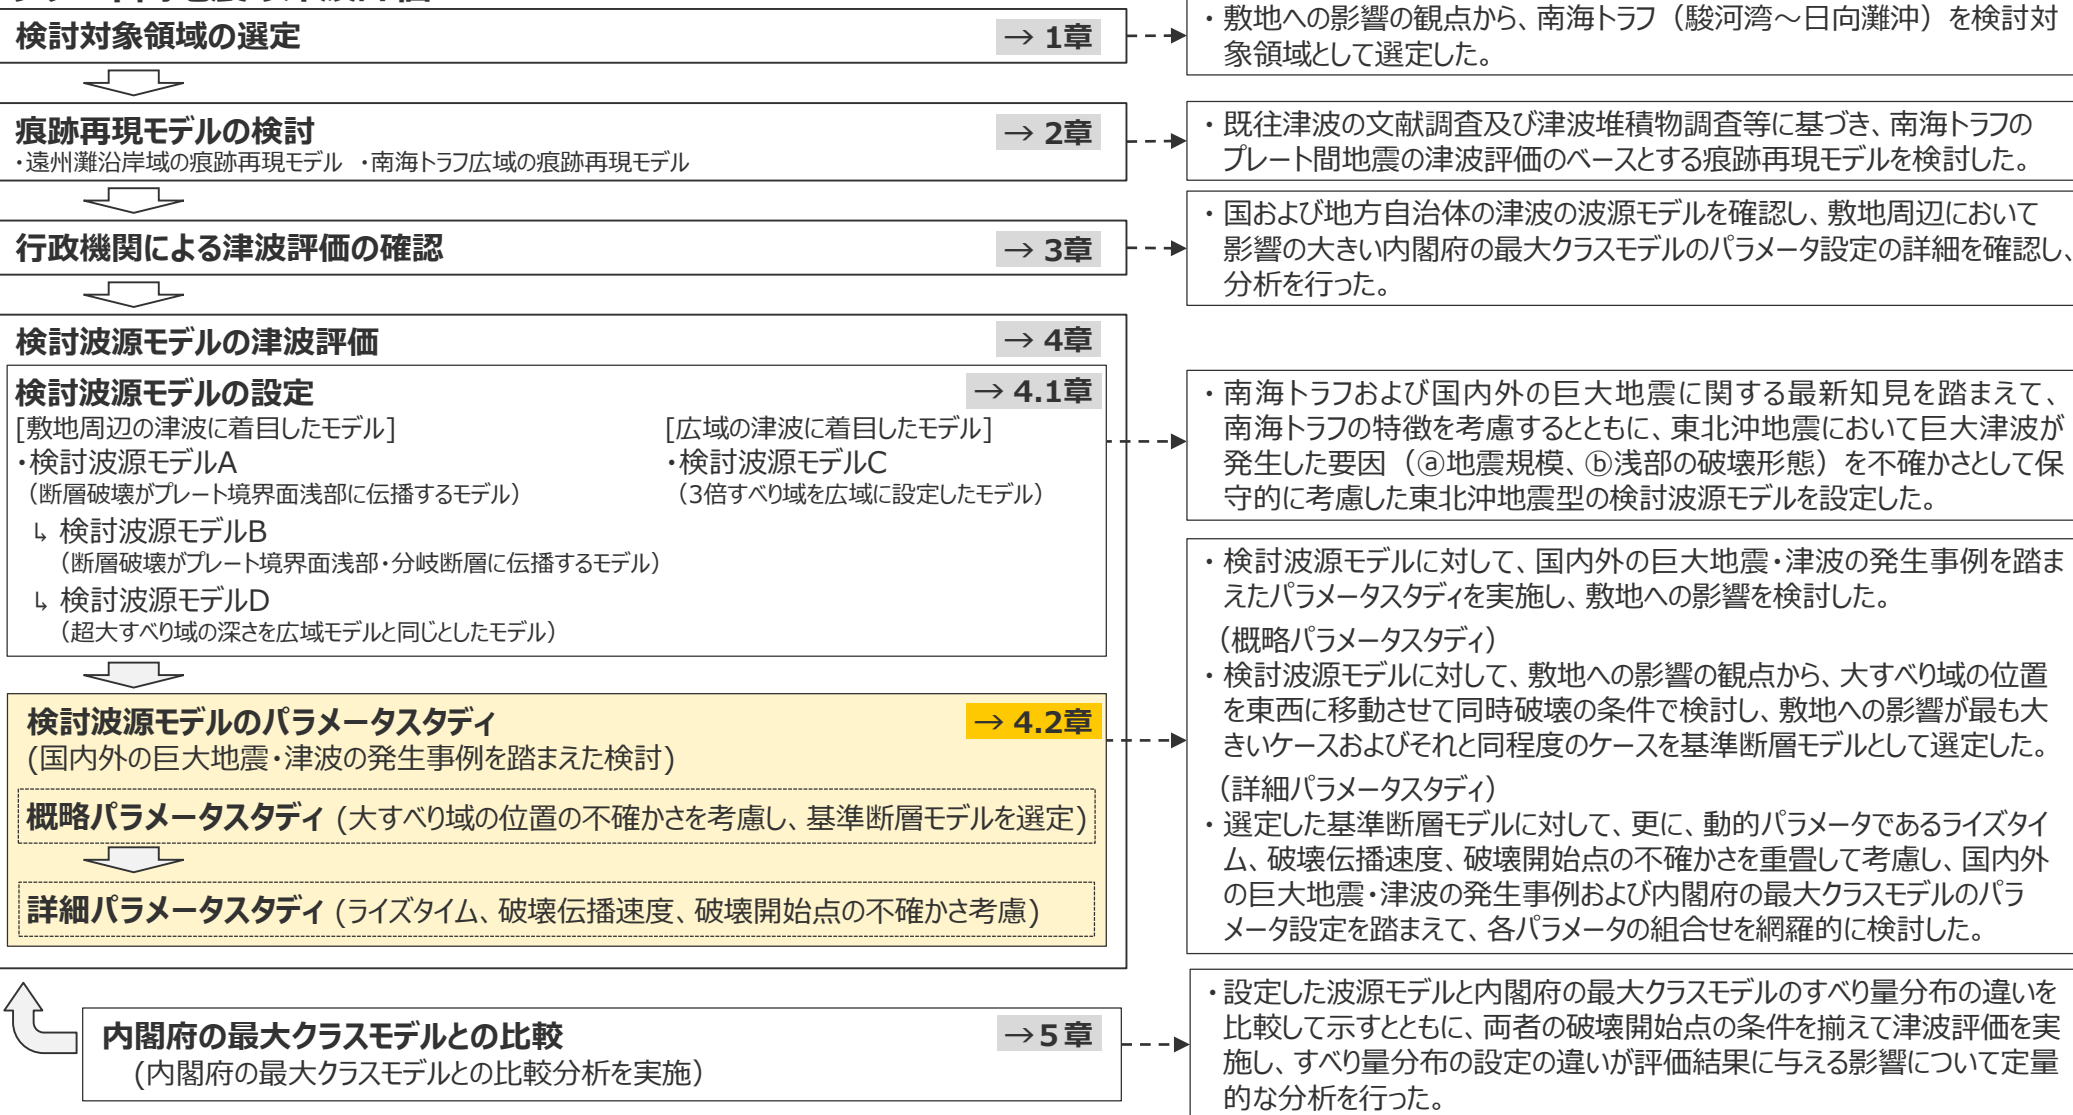 検討対象領域の選定
→ 1章
・敷地への影響の観点から、南海トラフ（駿河湾～日向灘沖）を検討対
象領域として選定した。
痕跡再現モデルの検討
→ 2章
・遠州灘沿岸域の痕跡再現モデル ・南海トラフ広域の痕跡再現モデル
・既往津波の文献調査及び津波堆積物調査等に基づき、南海トラフの
プレート間地震の津波評価のベースとする痕跡再現モデルを検討した。
行政機関による津波評価の確認
→ 3章
・国および地方自治体の津波の波源モデルを確認し、敷地周辺において
影響の大きい内閣府の最大クラスモデルのパラメータ設定の詳細を確認し、
分析を行った。
検討波源モデルの津波評価
→ 4章
検討波源モデルの設定
→ 4.1章
[敷地周辺の津波に着目したモデル]
[広域の津波に着目したモデル]
・検討波源モデルA
・検討波源モデルC
（断層破壊がプレート境界面浅部に伝播するモデル）
（3倍すべり域を広域に設定したモデル）
↳ 検討波源モデルB
（断層破壊がプレート境界面浅部・分岐断層に伝播するモデル）
↳ 検討波源モデルD
（超大すべり域の深さを広域モデルと同じとしたモデル）
・南海トラフおよび国内外の巨大地震に関する最新知見を踏まえて、
南海トラフの特徴を考慮するとともに、東北沖地震において巨大津波が
発生した要因（ⓐ地震規模、ⓑ浅部の破壊形態）を不確かさとして保
守的に考慮した東北沖地震型の検討波源モデルを設定した。
検討波源モデルのパラメータスタディ
→ 4.2章
(国内外の巨大地震・津波の発生事例を踏まえた検討)
概略パラメータスタディ (大すべり域の位置の不確かさを考慮し、基準断層モデルを選定)
詳細パラメータスタディ (ライズタイム、破壊伝播速度、破壊開始点の不確かさ考慮)
・検討波源モデルに対して、国内外の巨大地震・津波の発生事例を踏ま
えたパラメータスタディを実施し、敷地への影響を検討した。
（概略パラメータスタディ）
・検討波源モデルに対して、敷地への影響の観点から、大すべり域の位置
を東西に移動させて同時破壊の条件で検討し、敷地への影響が最も大
きいケースおよびそれと同程度のケースを基準断層モデルとして選定した。
（詳細パラメータスタディ）
・選定した基準断層モデルに対して、更に、動的パラメータであるライズタイ
ム、破壊伝播速度、破壊開始点の不確かさを重畳して考慮し、国内外
の巨大地震・津波の発生事例および内閣府の最大クラスモデルのパラ
メータ設定を踏まえて、各パラメータの組合せを網羅的に検討した。
内閣府の最大クラスモデルとの比較
→5章
(内閣府の最大クラスモデルとの比較分析を実施）
・設定した波源モデルと内閣府の最大クラスモデルのすべり量分布の違いを
比較して示すとともに、両者の破壊開始点の条件を揃えて津波評価を実
施し、すべり量分布の設定の違いが評価結果に与える影響について定量
的な分析を行った。